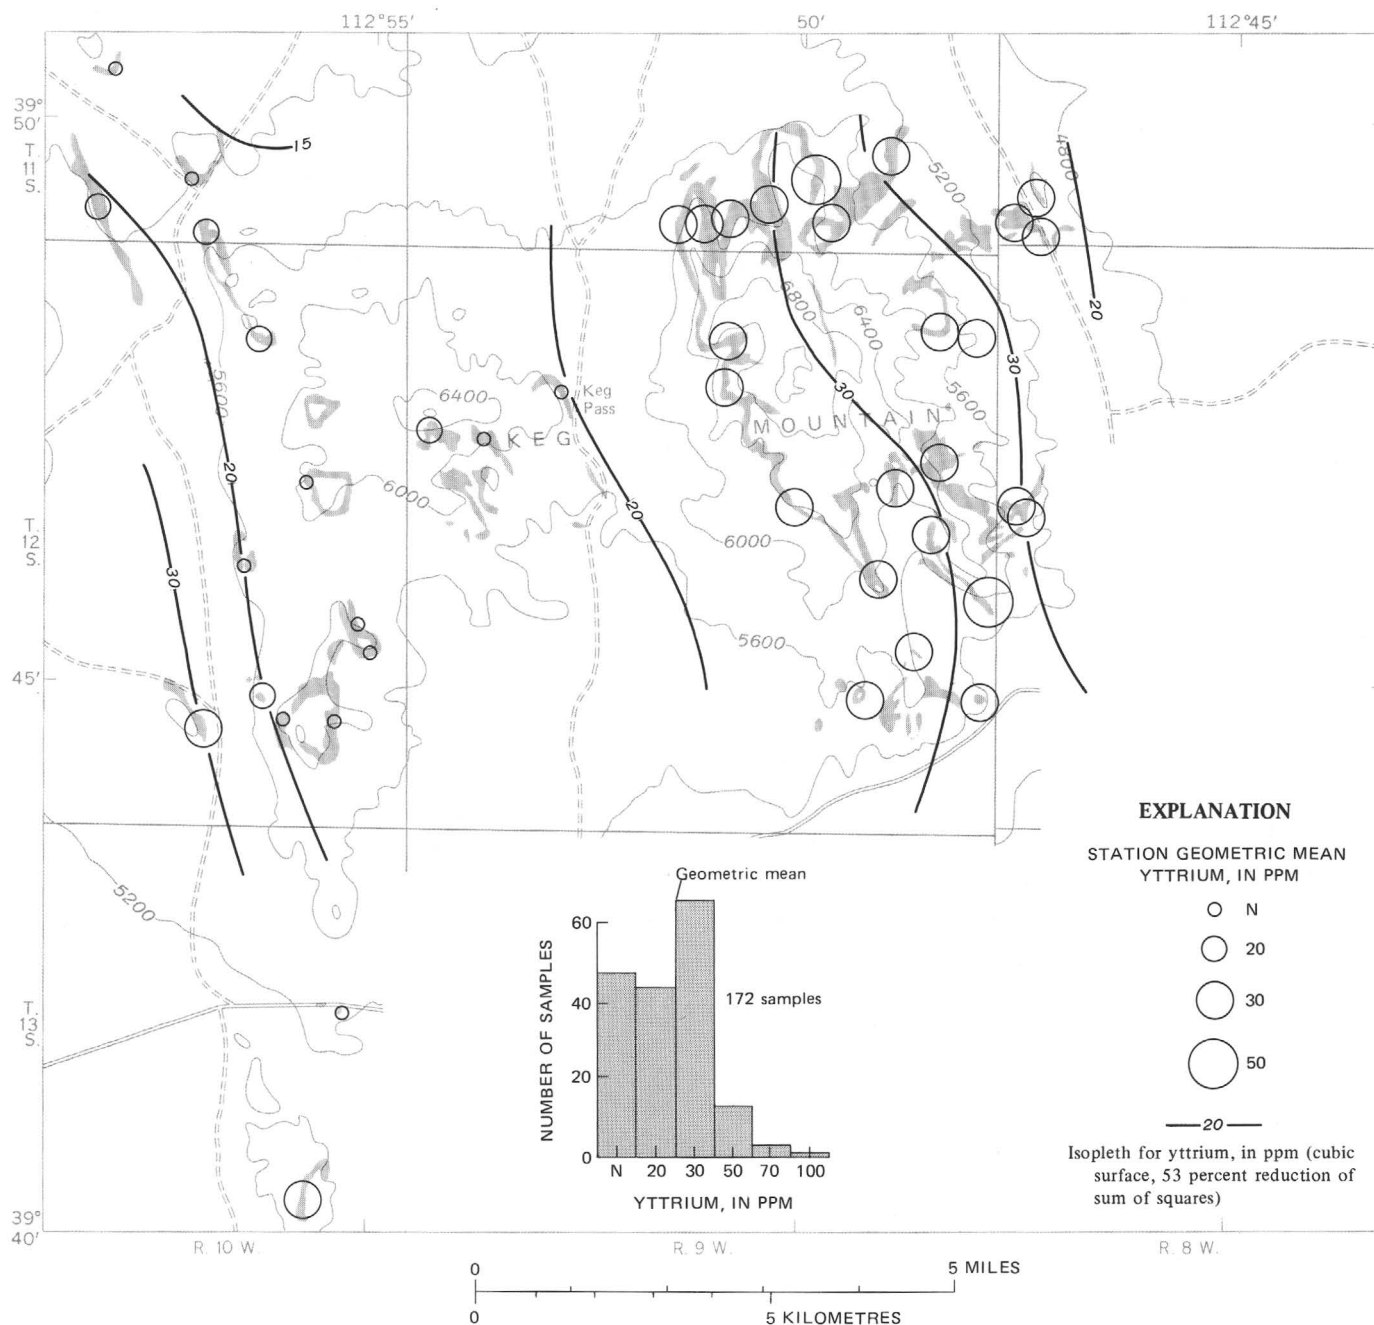 112°55'
50'
112°45'
39°
50'
T.
11
S.
15
5200
4800
6800
6400
20
30
5600
Keg
Pass
6400
30
5600
MOUNTAIN
KEG
20
6000
20
T.
12
S.
6000
30
5600
45'
EXPLANATION
STATION GEOMETRIC MEAN
YTTRIUM, IN PPM
N
20
30
50
20
Isopleth for yttrium, in ppm (cubic
surface, 53 percent reduction of
sum of squares)
5200
Geometric mean
60
40
20
0
NUMBER OF SAMPLES
172 samples
N 20 30 50 70 100
YTTRIUM, IN PPM
T.
13
S.
39°
40'
R. 10 W.
R. 9 W.
R. 8 W.
0 5 MILES
0 5 KILOMETRES